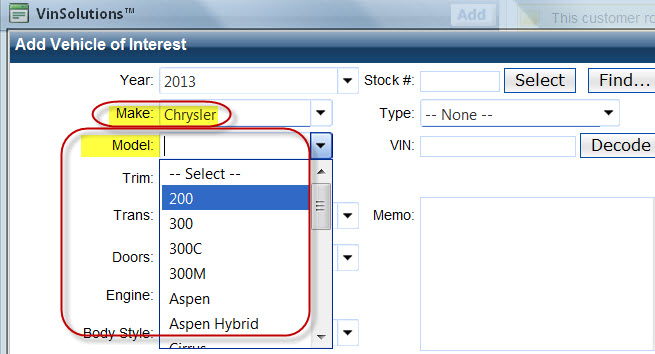 VinSolutions™
Add
This customer ro
Add Vehicle of Interest
Year: 2013 Stock #: Select Find...
Make: Chrysler Type: -- None --
Model: VIN: Decode
Trim: -- Select --
200
Trans: 300 Memo:
300C
Doors:
300M
Engine: Aspen
Body Style: Aspen Hybrid
Cirrus